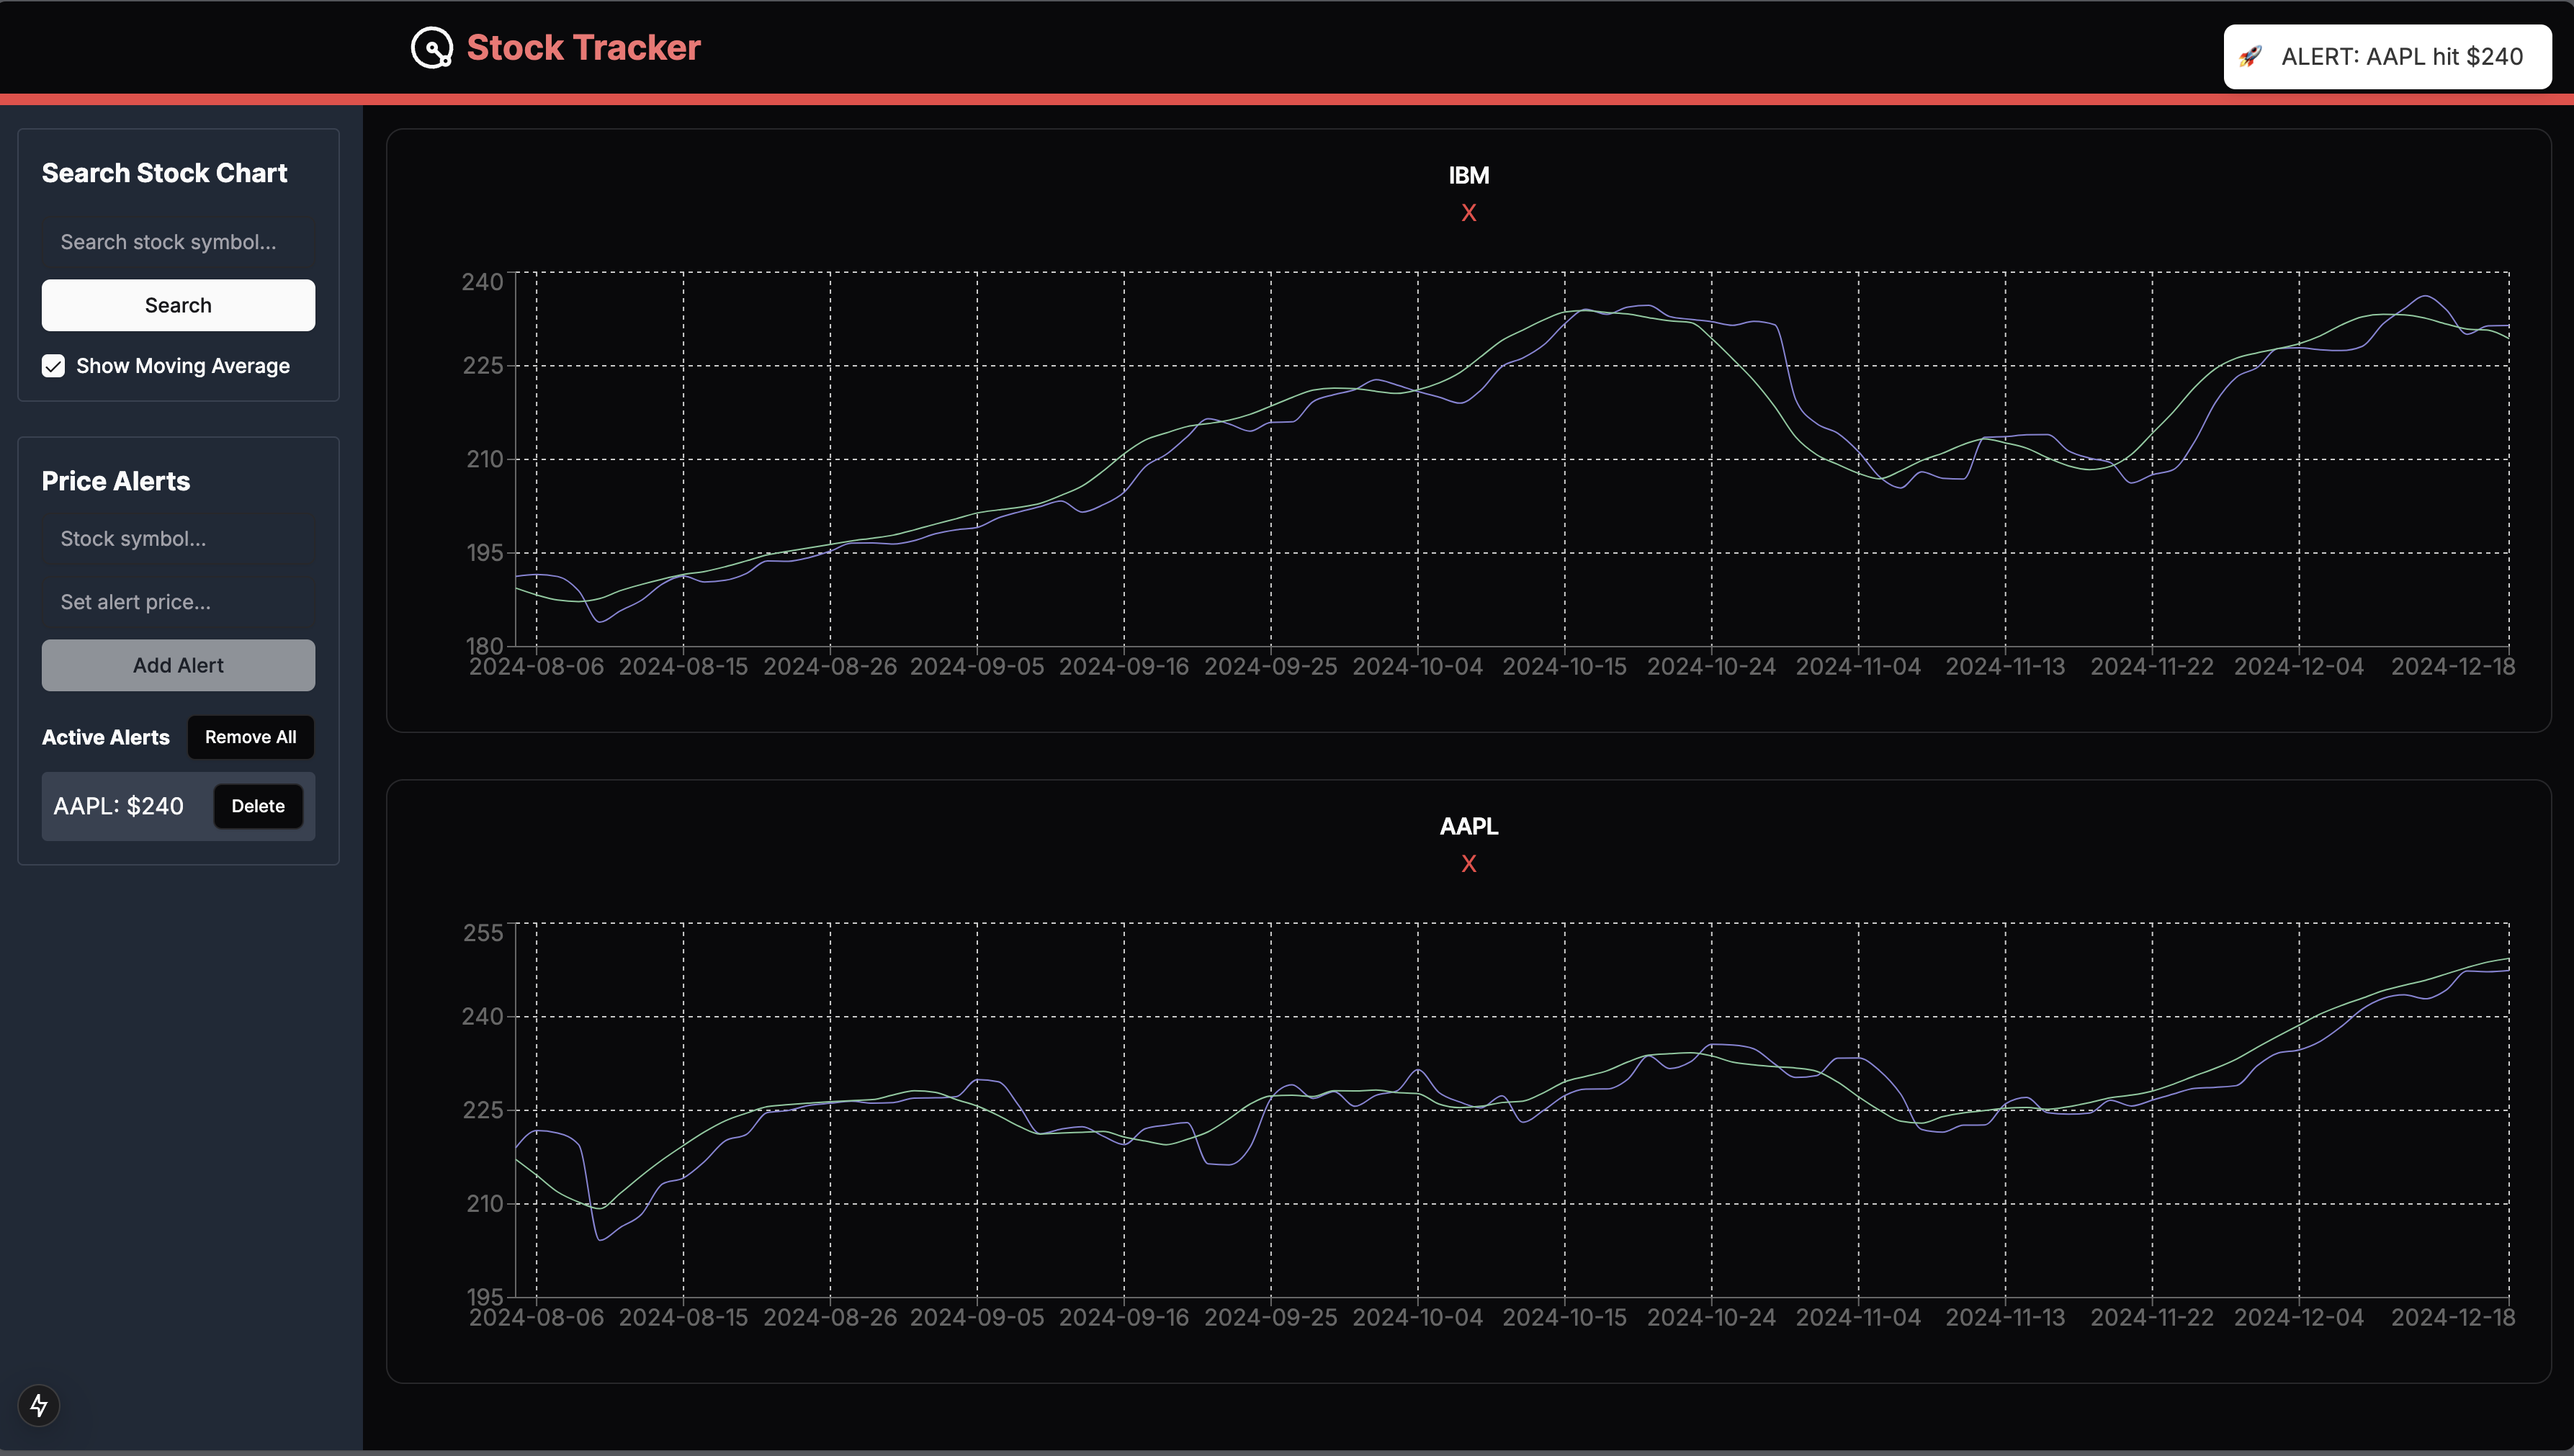 Stock Tracker
🚀 ALERT: AAPL hit $240
Search Stock Chart
Search stock symbol...
Search
Show Moving Average
Price Alerts
Stock symbol...
Set alert price...
Add Alert
Active Alerts
Remove All
AAPL: $240
Delete
IBM
X
240
225
210
195
180
2024-08-06 2024-08-15 2024-08-26 2024-09-05 2024-09-16 2024-09-25 2024-10-04 2024-10-15 2024-10-24 2024-11-04 2024-11-13 2024-11-22 2024-12-04 2024-12-18
AAPL
X
255
240
225
210
195
2024-08-06 2024-08-15 2024-08-26 2024-09-05 2024-09-16 2024-09-25 2024-10-04 2024-10-15 2024-10-24 2024-11-04 2024-11-13 2024-11-22 2024-12-04 2024-12-18